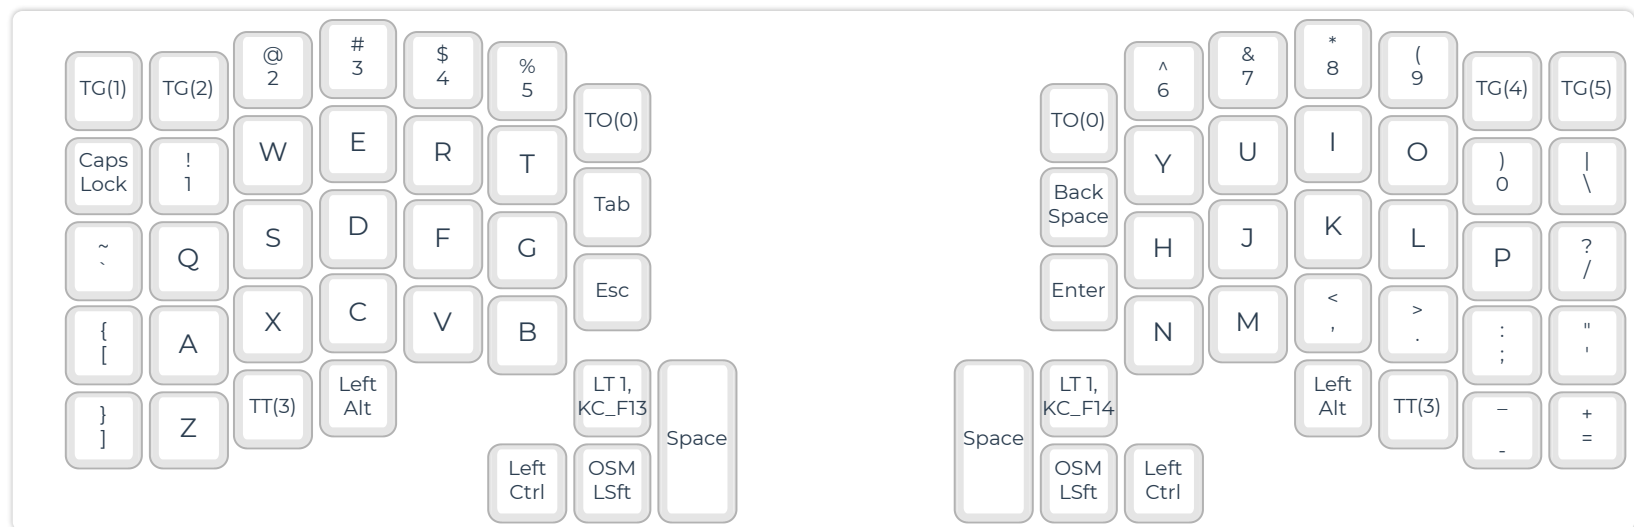 TG(1) TG(2) @ # $ %
2 3 4 5
TO(0)
Caps
Lock
!
1
W E R T
Tab
~
`
Q S D F G
Esc
{
[
A X C V B
}
]
Z TT(3)
Left
Alt
LT 1,
KC_F13
Space
Left
Ctrl
OSM
LSft
TO(0)
^ & * (
6 7 8 9
TG(4) TG(5)
Back
Space
Y U I O
)
0
|
\
Enter
H J K L P
?
/
N M
<
,
>
.
:
;
"
'
Space
LT 1,
KC_F14
Left
Alt
TT(3)
_
-
+
=
OSM
LSft
Left
Ctrl